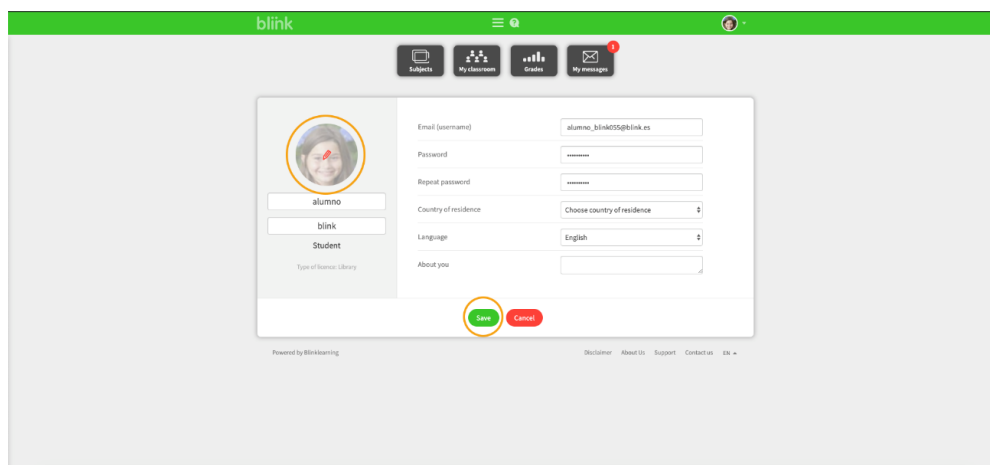 blink
Subjects
My classroom
Grades
My messages
1
Email (username)
alumno_blink055@blink.es
Password
Repeat password
alumno
Country of residence
Choose country of residence
blink
Language
English
Student
About you
Type of licence: Library
Save
Cancel
Powered by Blinklearning
Disclaimer About Us Support Contact us EN